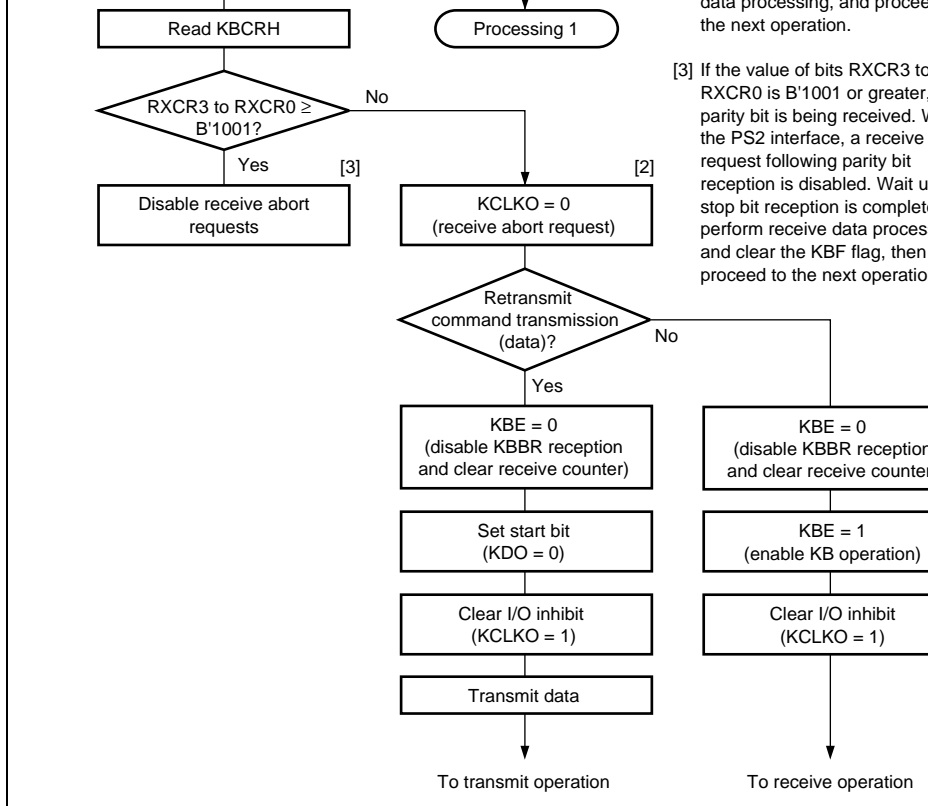 data processing, and
the next operation.
Read KBCRH
Processing 1
[3] If the value of bits RXCR3 to
RXCR0 is B'1001 or greater,
parity bit is being received.
the PS2 interface, a receive
request following parity bit
reception is disabled. Wait
stop bit reception is
perform receive data
and clear the KBF flag, then
proceed to the next
RXCR3 to RXCR0 ≥
B'1001?
No
Yes
[3]
Disable receive abort
requests
[2]
KCLKO = 0
(receive abort request)
Retransmit
command transmission
(data)?
No
Yes
KBE = 0
(disable KBBR reception
and clear receive counter)
Set start bit
(KDO = 0)
Clear I/O inhibit
(KCLKO = 1)
Transmit data
To transmit operation
KBE = 0
(disable KBBR
and clear receive
KBE = 1
(enable KB operation)
Clear I/O inhibit
(KCLKO = 1)
To receive operation